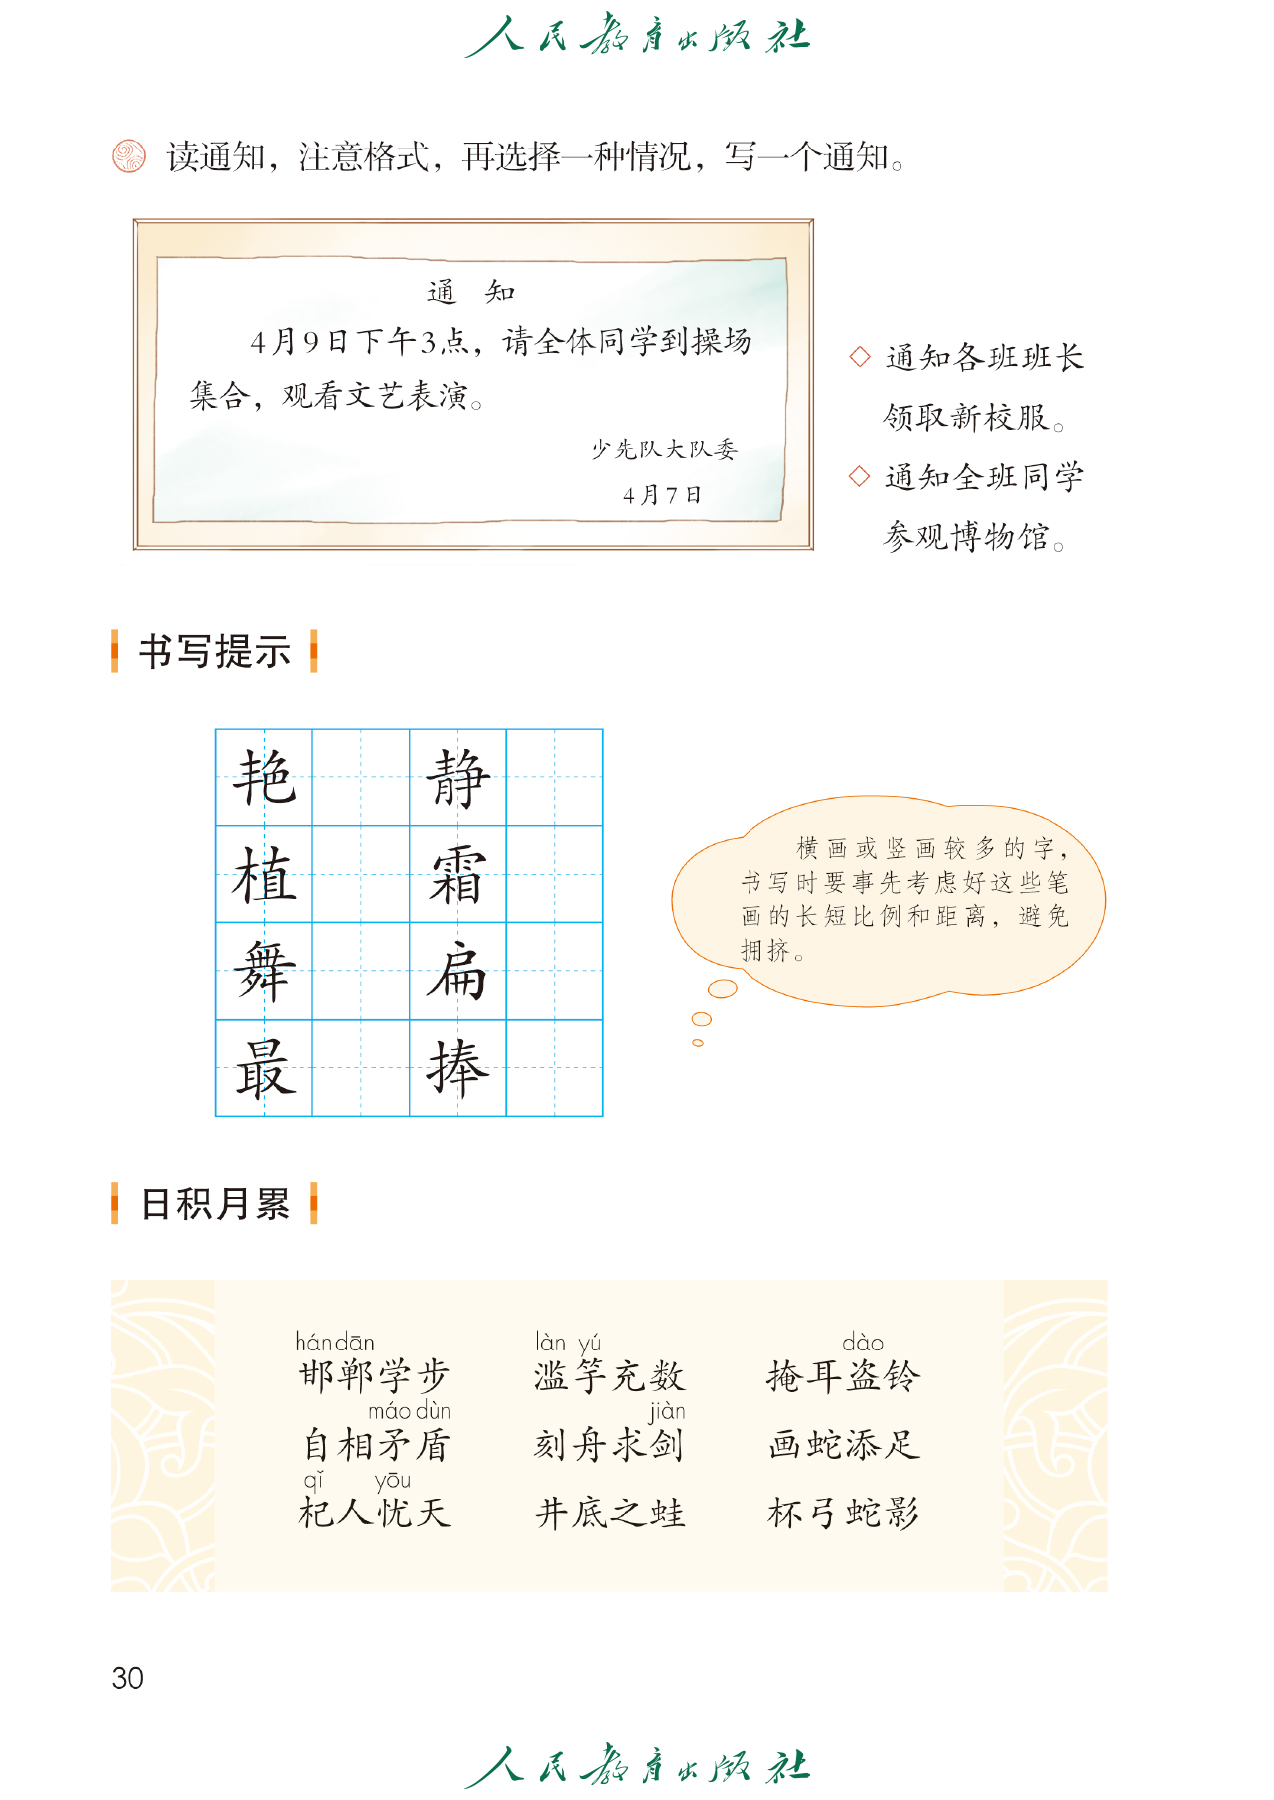 人民教育出版社
读通知，注意格式，再选择一种情况，写一个通知。
通 知
4月9日下午3点，请全体同学到操场
集合，观看文艺表演。
少先队大队委
4月7日
◇ 通知各班班长
领取新校服。
◇ 通知全班同学
参观博物馆。
书写提示
艳 静
植 霜
舞 扁
最 捧
横画或竖画较多的字，
书写时要事先考虑好这些笔
画的长短比例和距离，避免
拥挤。
日积月累
hándān làn yú dào
邯郸学步 滥竽充数 掩耳盗铃
máo dùn jiàn
自相矛盾 刻舟求剑 画蛇添足
qǐ yōu
杞人忧天 井底之蛙 杯弓蛇影
30
人民教育出版社